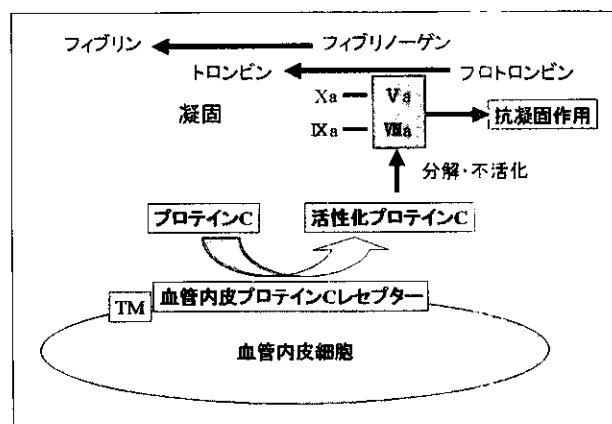 フィブリン フィブリノーゲン
トロンビン プロトロンビン
Ⅹa Ⅴa
凝固 抗凝固作用
Ⅸa Ⅷa
分解・不活化
プロテインC 活性化プロテインC
TM 血管内皮プロテインCレセプター
血管内皮細胞